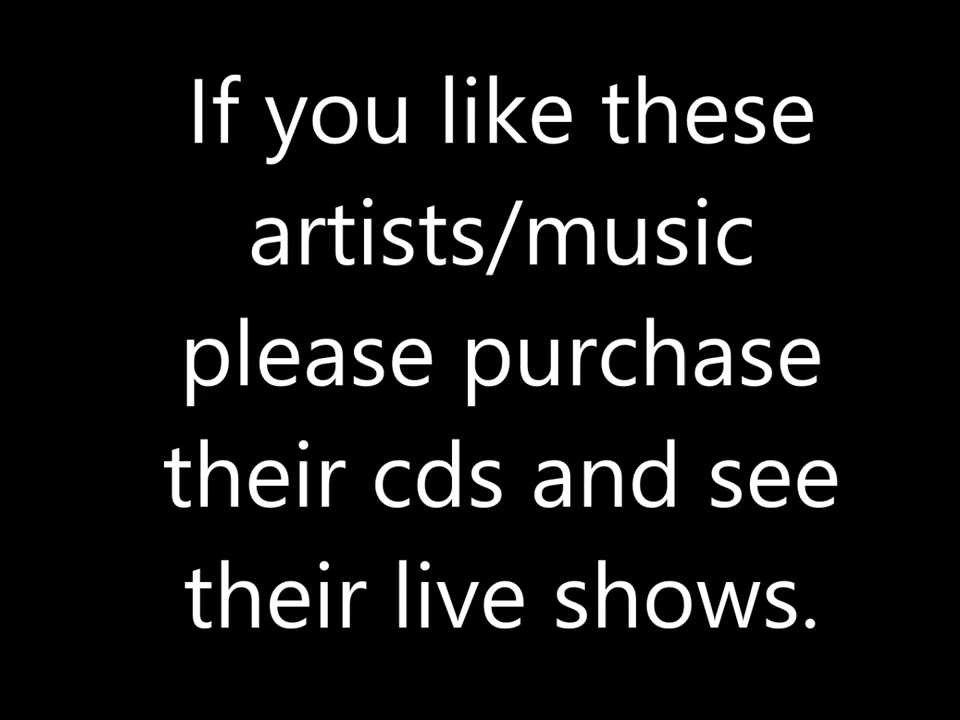 If you like these
artists/music
please purchase
their cds and see
their live shows.